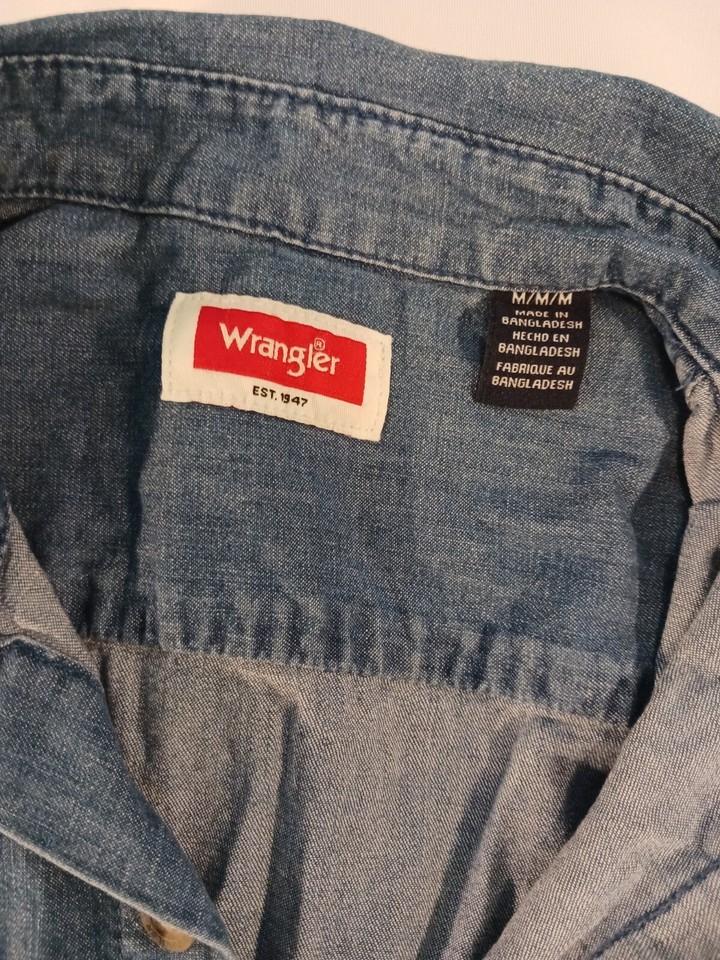 Wrangler®
EST. 1947
M/M/M
MADE IN
BANGLADESH
HECHO EN
BANGLADESH
FABRIQUE AU
BANGLADESH